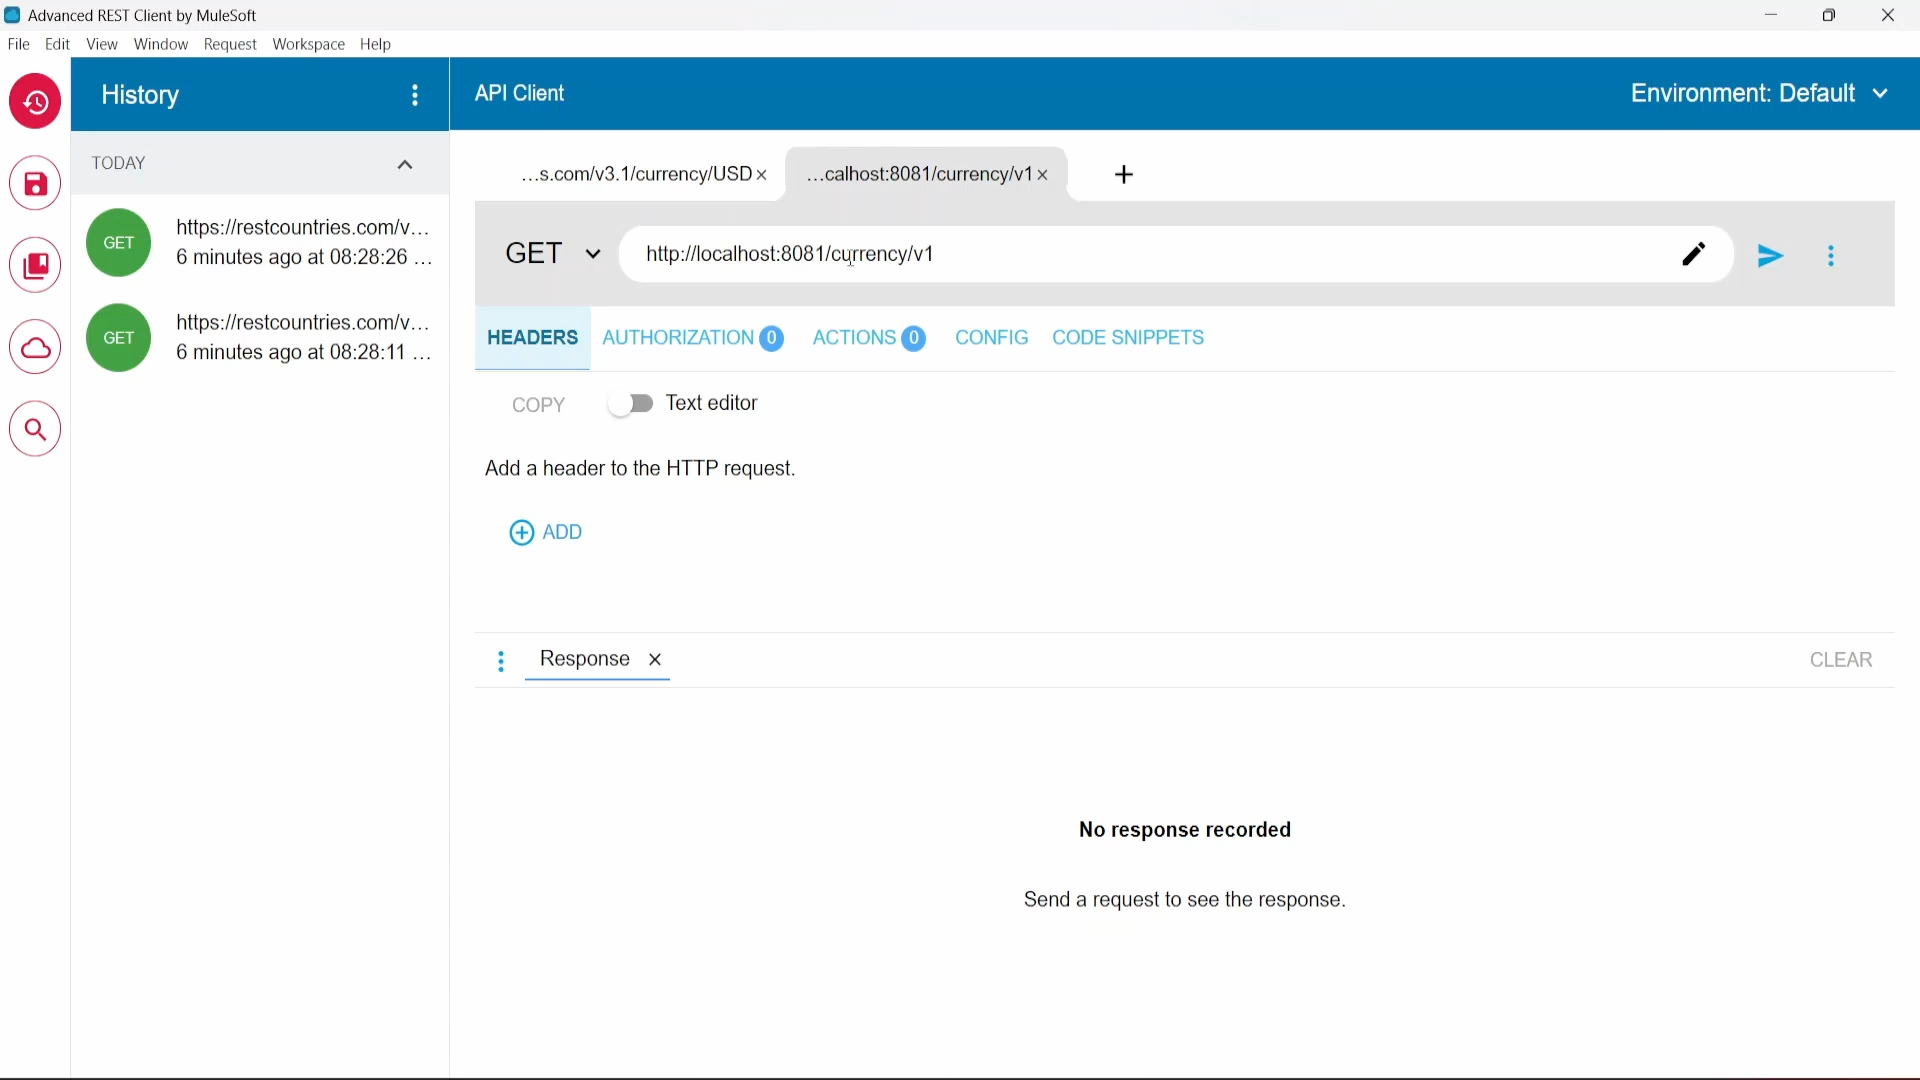 Advanced REST Client by MuleSoft
File Edit View Window Request Workspace Help
History
API Client
Environment: Default
TODAY
...s.com/v3.1/currency/USD ×
...calhost:8081/currency/v1 ×
+
GET
https://restcountries.com/v...
6 minutes ago at 08:28:26 ...
GET
https://restcountries.com/v...
6 minutes ago at 08:28:11 ...
GET
http://localhost:8081/currency/v1
HEADERS AUTHORIZATION 0 ACTIONS 0 CONFIG CODE SNIPPETS
COPY Text editor
Add a header to the HTTP request.
ADD
Response ×
CLEAR
No response recorded
Send a request to see the response.